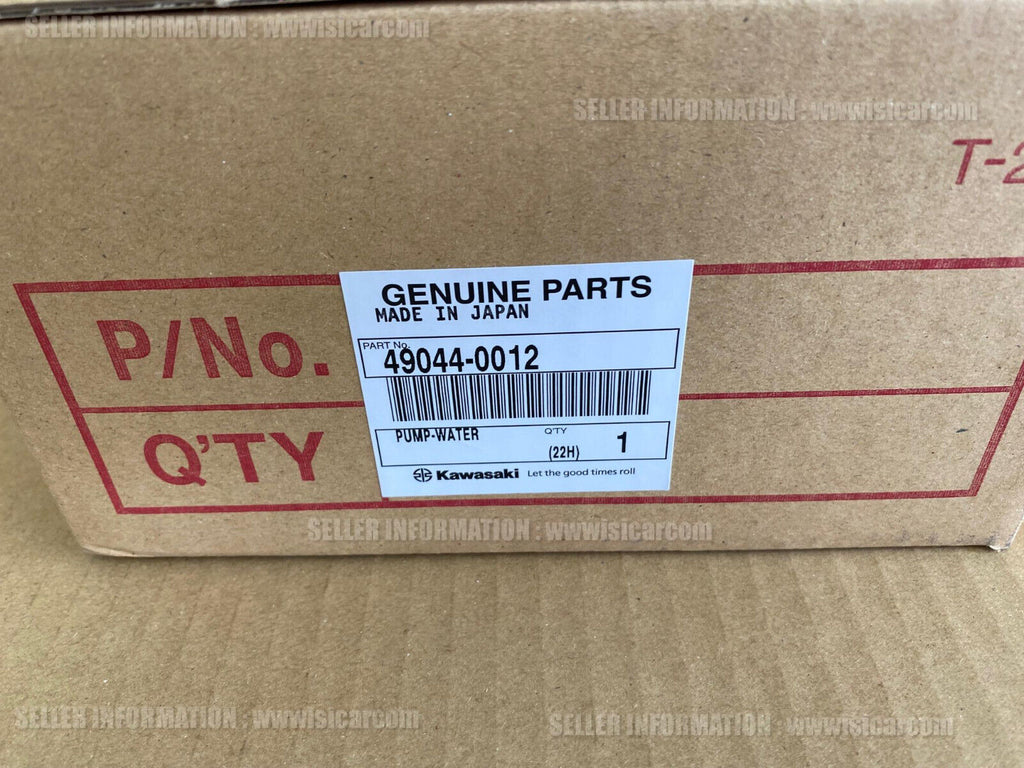 SELLER INFORMATION : wwwisicarcom
SELLER INFORMATION : wwwisicarcom
T-2
GENUINE PARTS
MADE IN JAPAN
P/No.
PART No.
49044-0012
Q'TY
PUMP-WATER
Q'TY
(22H)
1
Kawasaki Let the good times roll
SELLER INFORMATION : wwwisicarcom
SELLER INFORMATION : wwwisicarcom
SELLER INFORMATION : wwwisicarcom